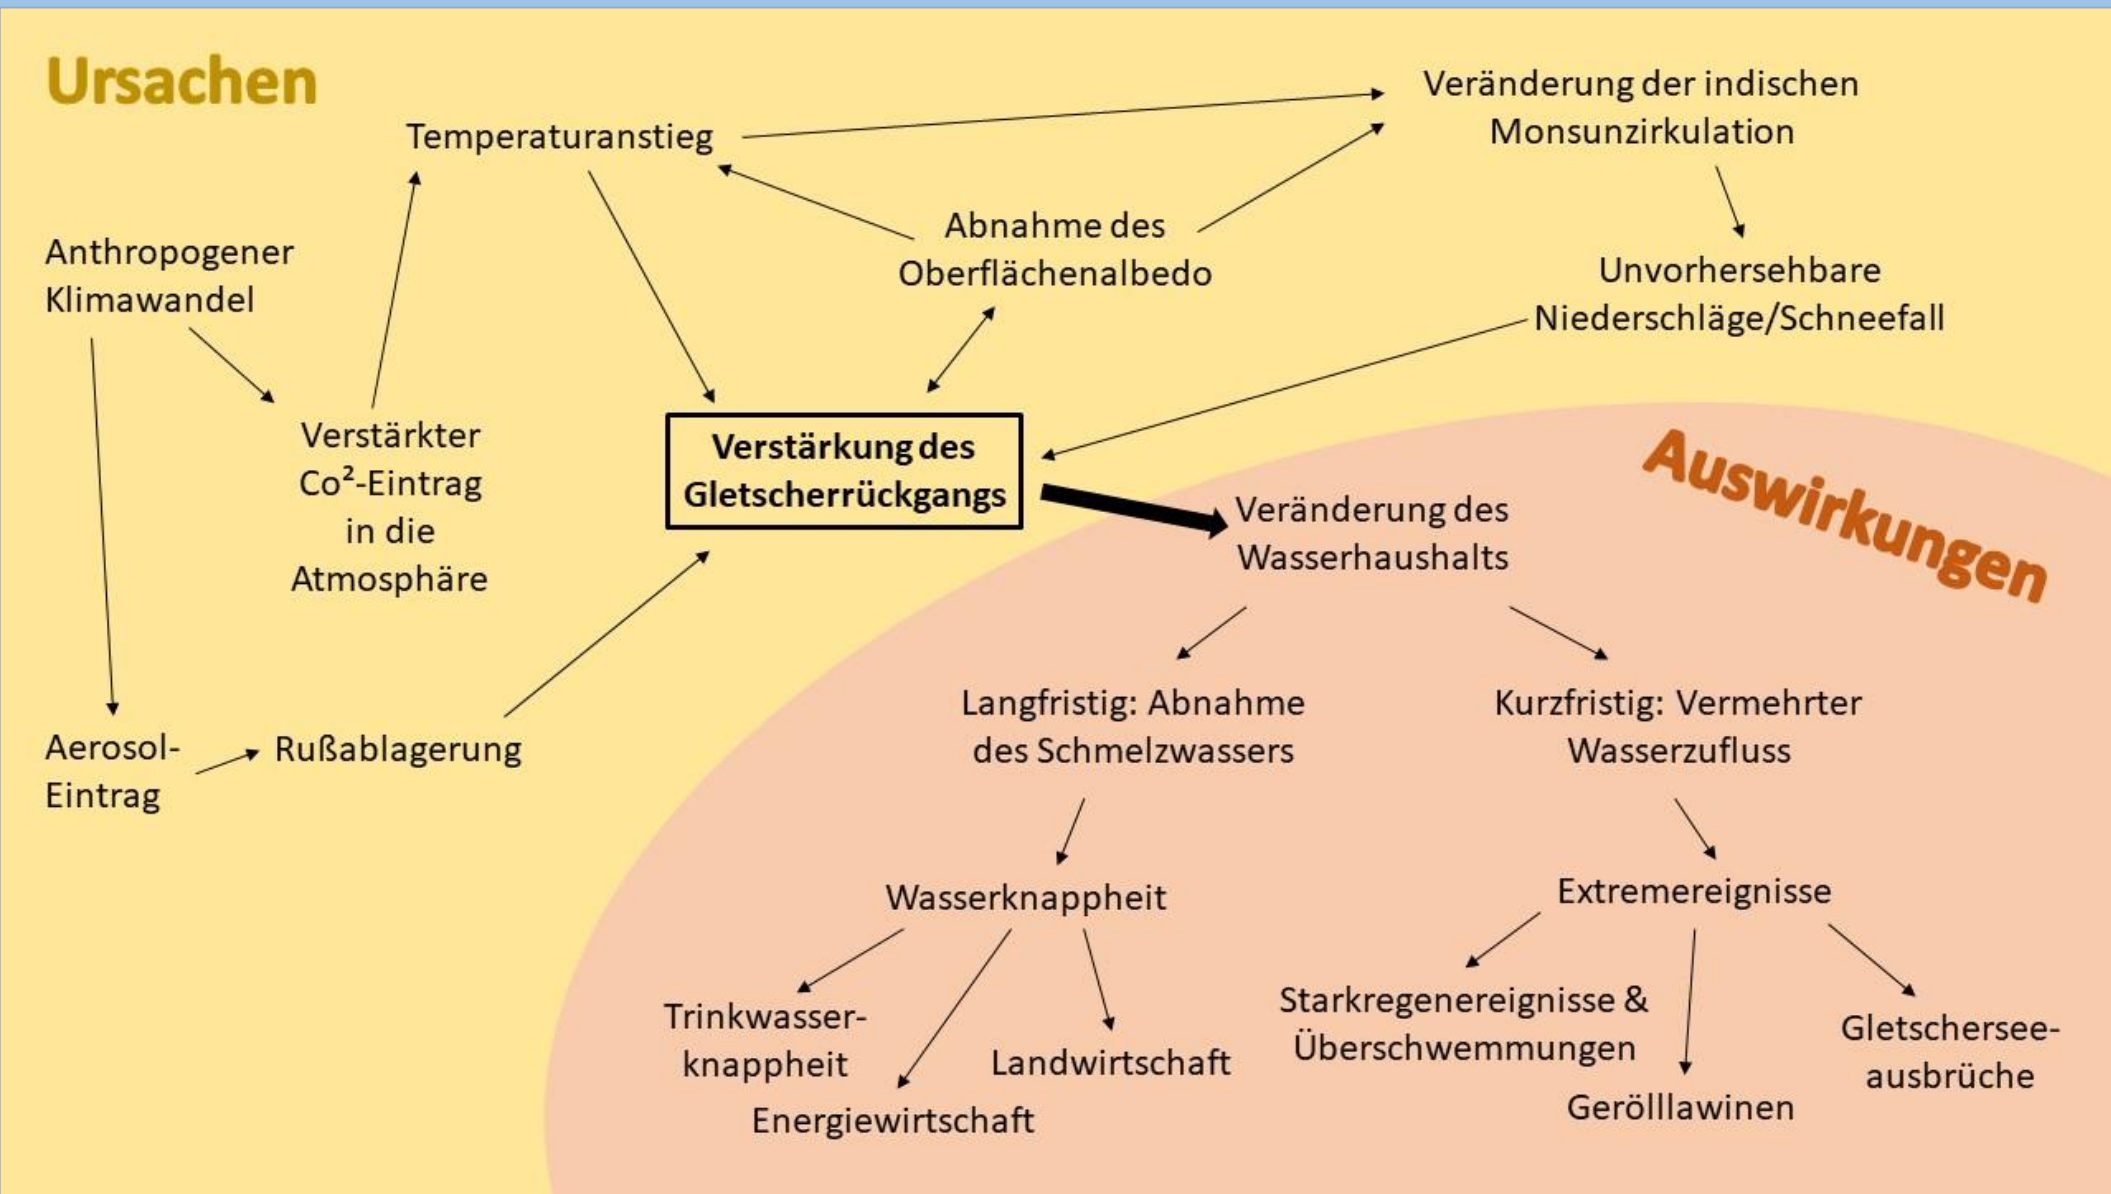 Ursachen
Temperaturanstieg
Veränderung der indischen
Monsunzirkulation
Anthropogener
Klimawandel
Abnahme des
Oberflächenalbedo
Unvorhersehbare
Niederschläge/Schneefall
Verstärkter
Co²-Eintrag
in die
Atmosphäre
Verstärkung des
Gletscherrückgangs
Auswirkungen
Veränderung des
Wasserhaushalts
Aerosol-
Eintrag
Rußablagerung
Langfristig: Abnahme
des Schmelzwassers
Kurzfristig: Vermehrter
Wasserzufluss
Wasserknappheit
Extremereignisse
Trinkwasser-
knappheit
Energiewirtschaft
Landwirtschaft
Starkregenereignisse &
Überschwemmungen
Gerölllawinen
Gletschersee-
ausbrüche